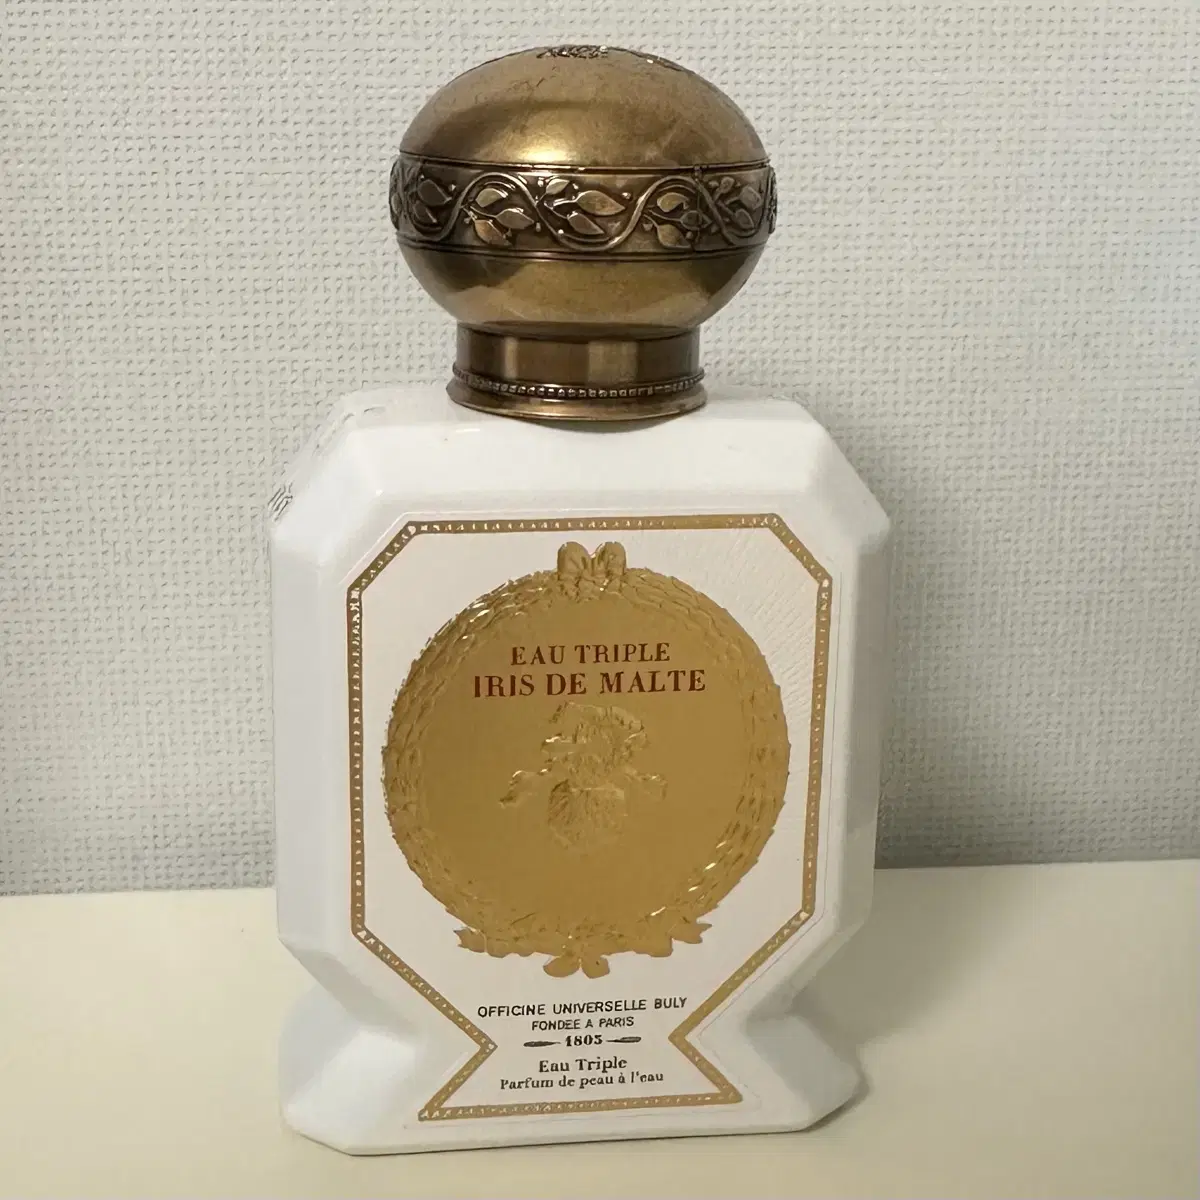 EAU TRIPLE
IRIS DE MALTE
OFFICINE UNIVERSELLE BULY
FONDEE A PARIS
1803
Eau Triple
Parfum de peau à l'eau